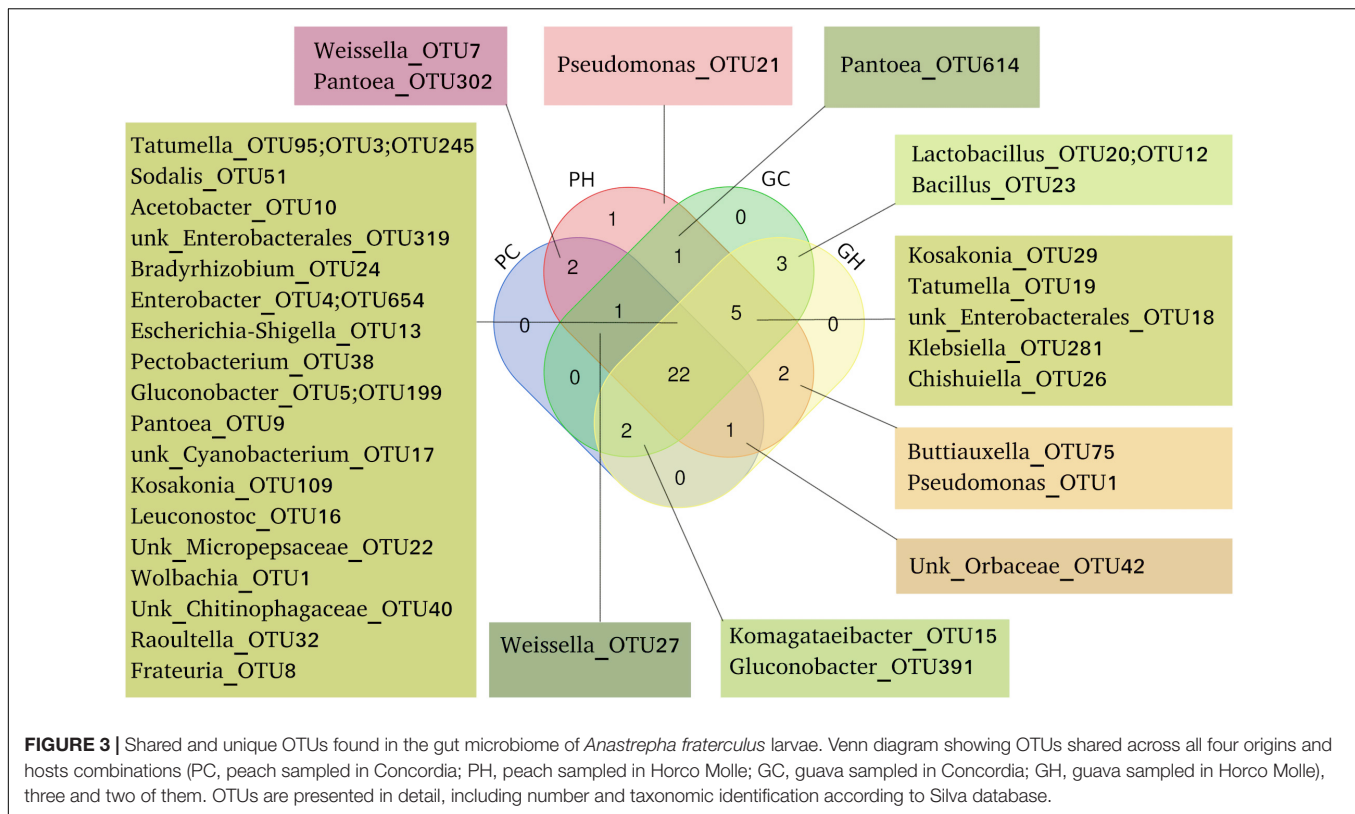 Weissella_OTU7
Pantoea_OTU302
Pseudomonas_OTU21
Pantoea_OTU614
Tatumella_OTU95;OTU3;OTU245
Sodalis_OTU51
Acetobacter_OTU10
unk_Enterobacterales_OTU319
Bradyrhizobium_OTU24
Enterobacter_OTU4;OTU654
Escherichia-Shigella_OTU13
Pectobacterium_OTU38
Gluconobacter_OTU5;OTU199
Pantoea_OTU9
unk_Cyanobacterium_OTU17
Kosakonia_OTU109
Leuconostoc_OTU16
Unk_Micropepsaceae_OTU22
Wolbachia_OTU1
Unk_Chitinophagaceae_OTU40
Raoultella_OTU32
Frateuria_OTU8
PC
PH
GC
GH
1
0
2
1
3
0
1
5
0
0
22
2
2
1
0
Lactobacillus_OTU20;OTU12
Bacillus_OTU23
Kosakonia_OTU29
Tatumella_OTU19
unk_Enterobacterales_OTU18
Klebsiella_OTU281
Chishuiella_OTU26
Buttiauxella_OTU75
Pseudomonas_OTU1
Unk_Orbaceae_OTU42
Weissella_OTU27
Komagataeibacter_OTU15
Gluconobacter_OTU391
FIGURE 3 | Shared and unique OTUs found in the gut microbiome of Anastrepha fraterculus larvae. Venn diagram showing OTUs shared across all four origins and
hosts combinations (PC, peach sampled in Concordia; PH, peach sampled in Horco Molle; GC, guava sampled in Concordia; GH, guava sampled in Horco Molle),
three and two of them. OTUs are presented in detail, including number and taxonomic identification according to Silva database.